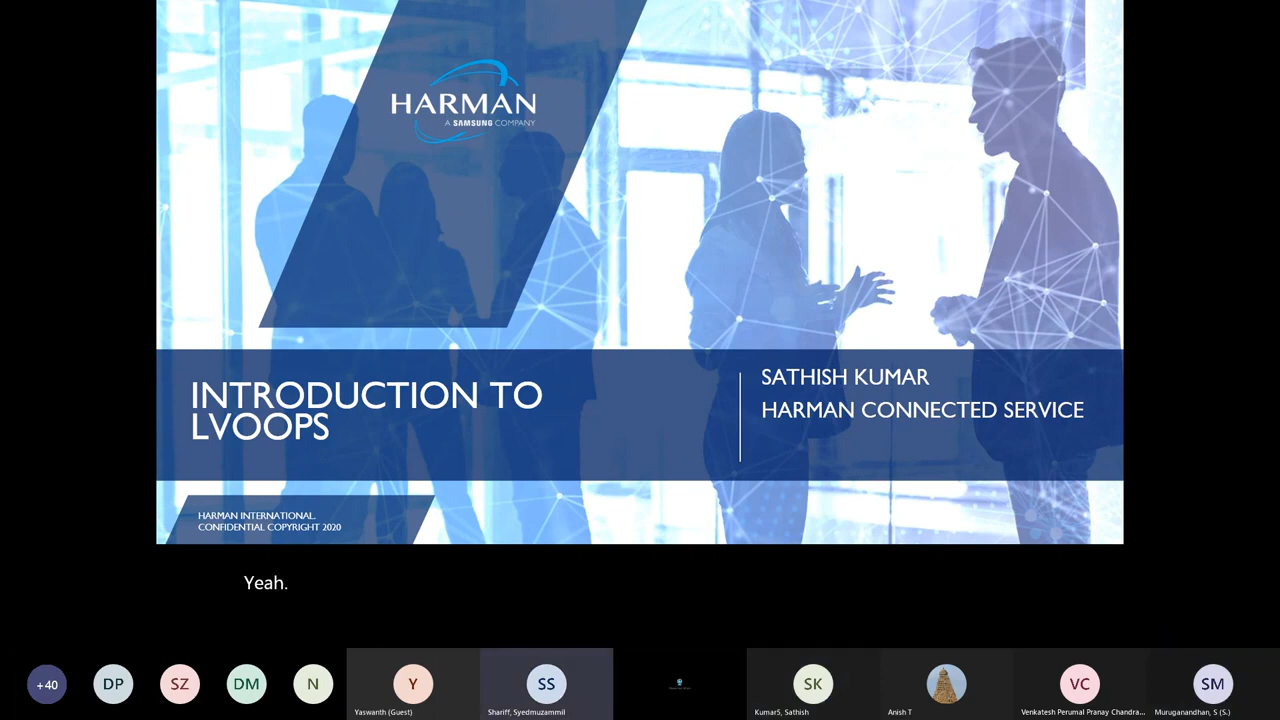 HARMAN
A SAMSUNG COMPANY
INTRODUCTION TO
LVOOPS
SATHISH KUMAR
HARMAN CONNECTED SERVICE
HARMAN INTERNATIONAL.
CONFIDENTIAL COPYRIGHT 2020
Yeah.
+40
DP
SZ
DM
N
Y
Yaswanth (Guest)
SS
Shariff, Syedmuzammil
SK
Kumar5, Sathish
Anish T
VC
Venkatesh Perumal Pranay Chandra...
SM
Muruganandhan, S (S.)